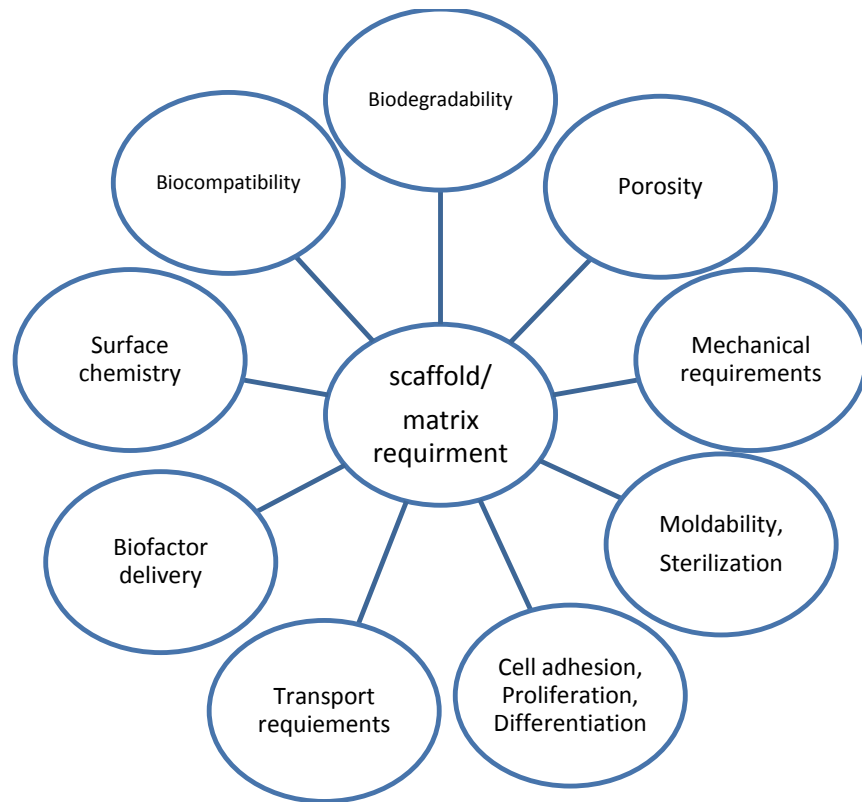 Biodegradability
Porosity
Mechanical
requirements
Moldability,
Sterilization
Cell adhesion,
Proliferation,
Differentiation
Transport
requiements
Biofactor
delivery
Surface
chemistry
Biocompatibility
scaffold/
matrix
requirment